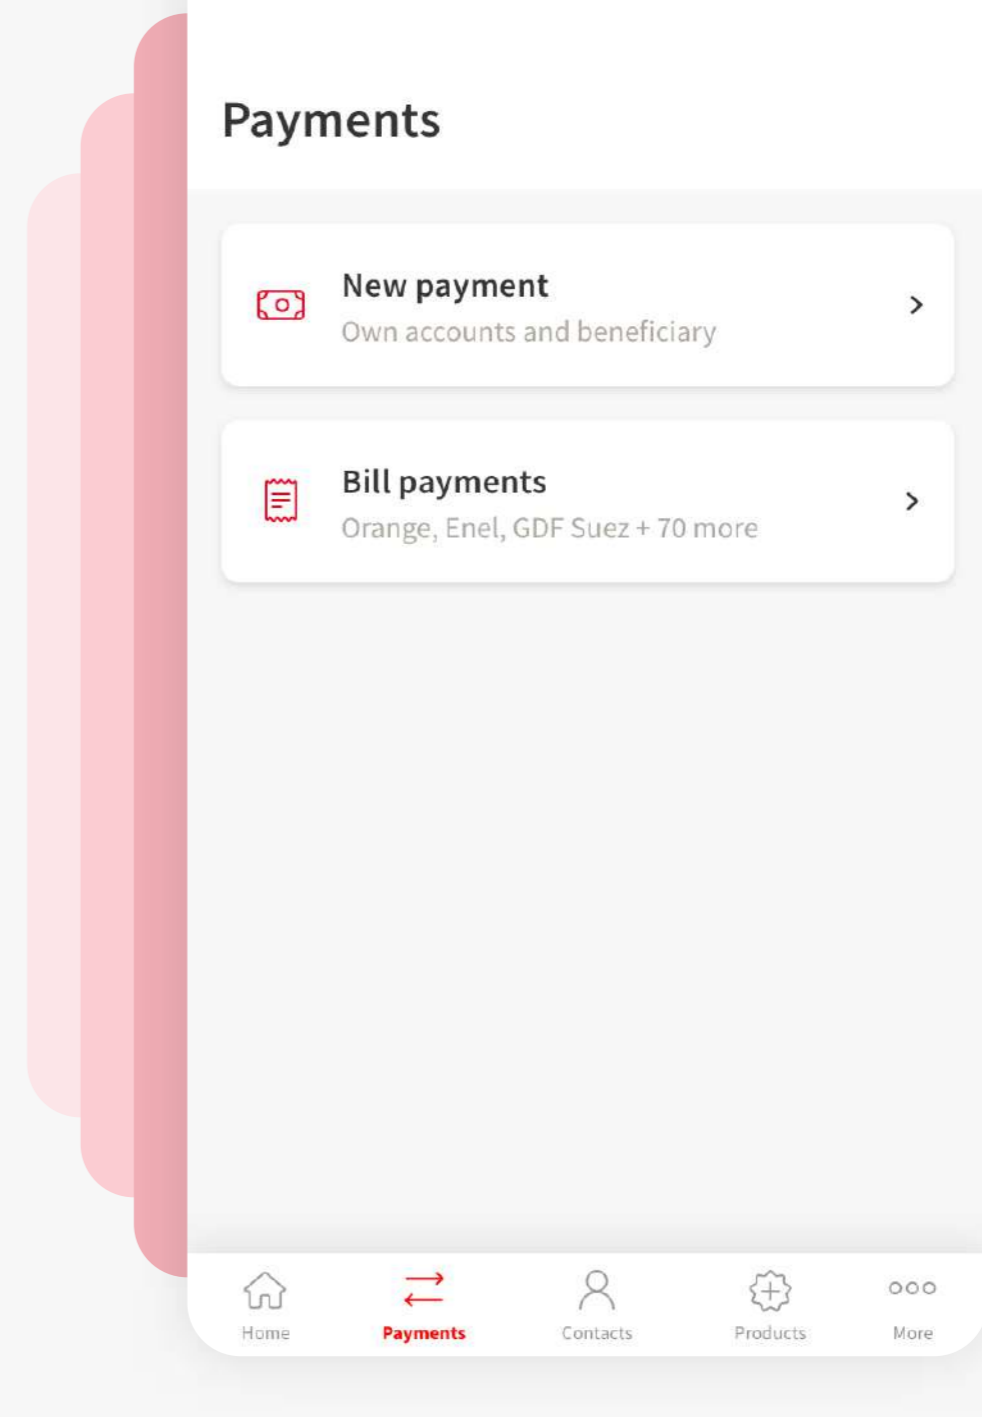 Payments
New payment
Own accounts and beneficiary
Bill payments
Orange, Enel, GDF Suez + 70 more
Home
Payments
Contacts
Products
More